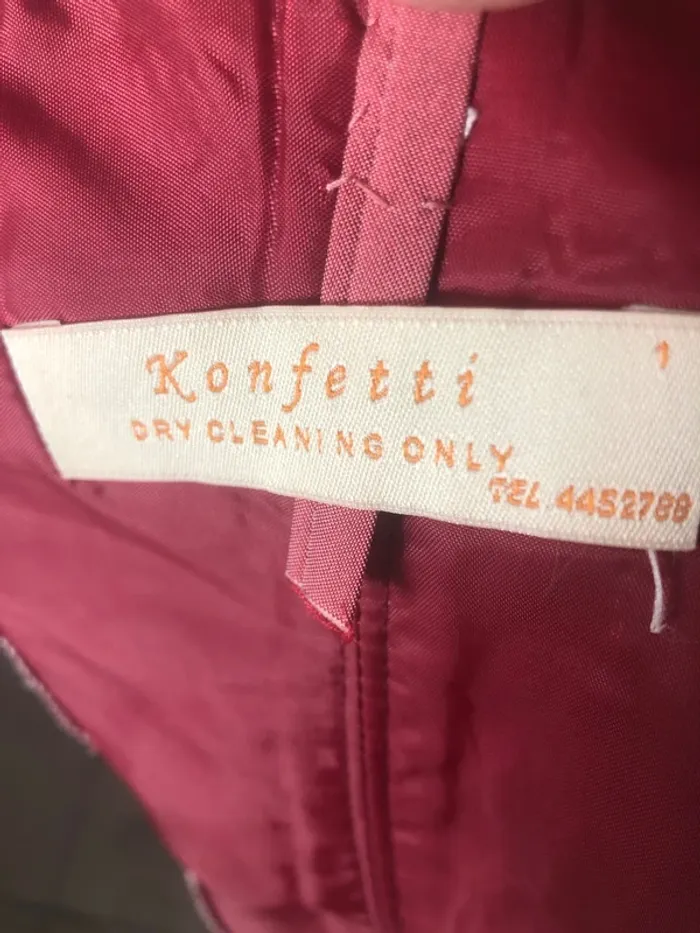 Konfetti
1
DRY CLEANING ONLY
TEL 4452788